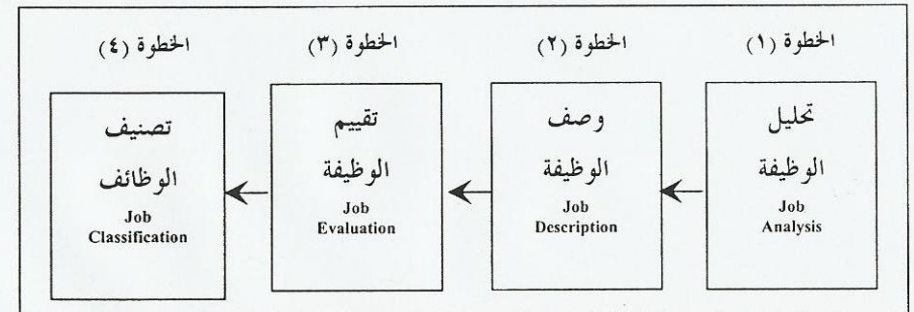 الخطوة (١)
تحليل
الوظيفة
Job
Analysis
الخطوة (٢)
وصف
الوظيفة
Job
Description
الخطوة (٣)
تقييم
الوظيفة
Job
Evaluation
الخطوة (٤)
تصنيف
الوظائف
Job
Classification